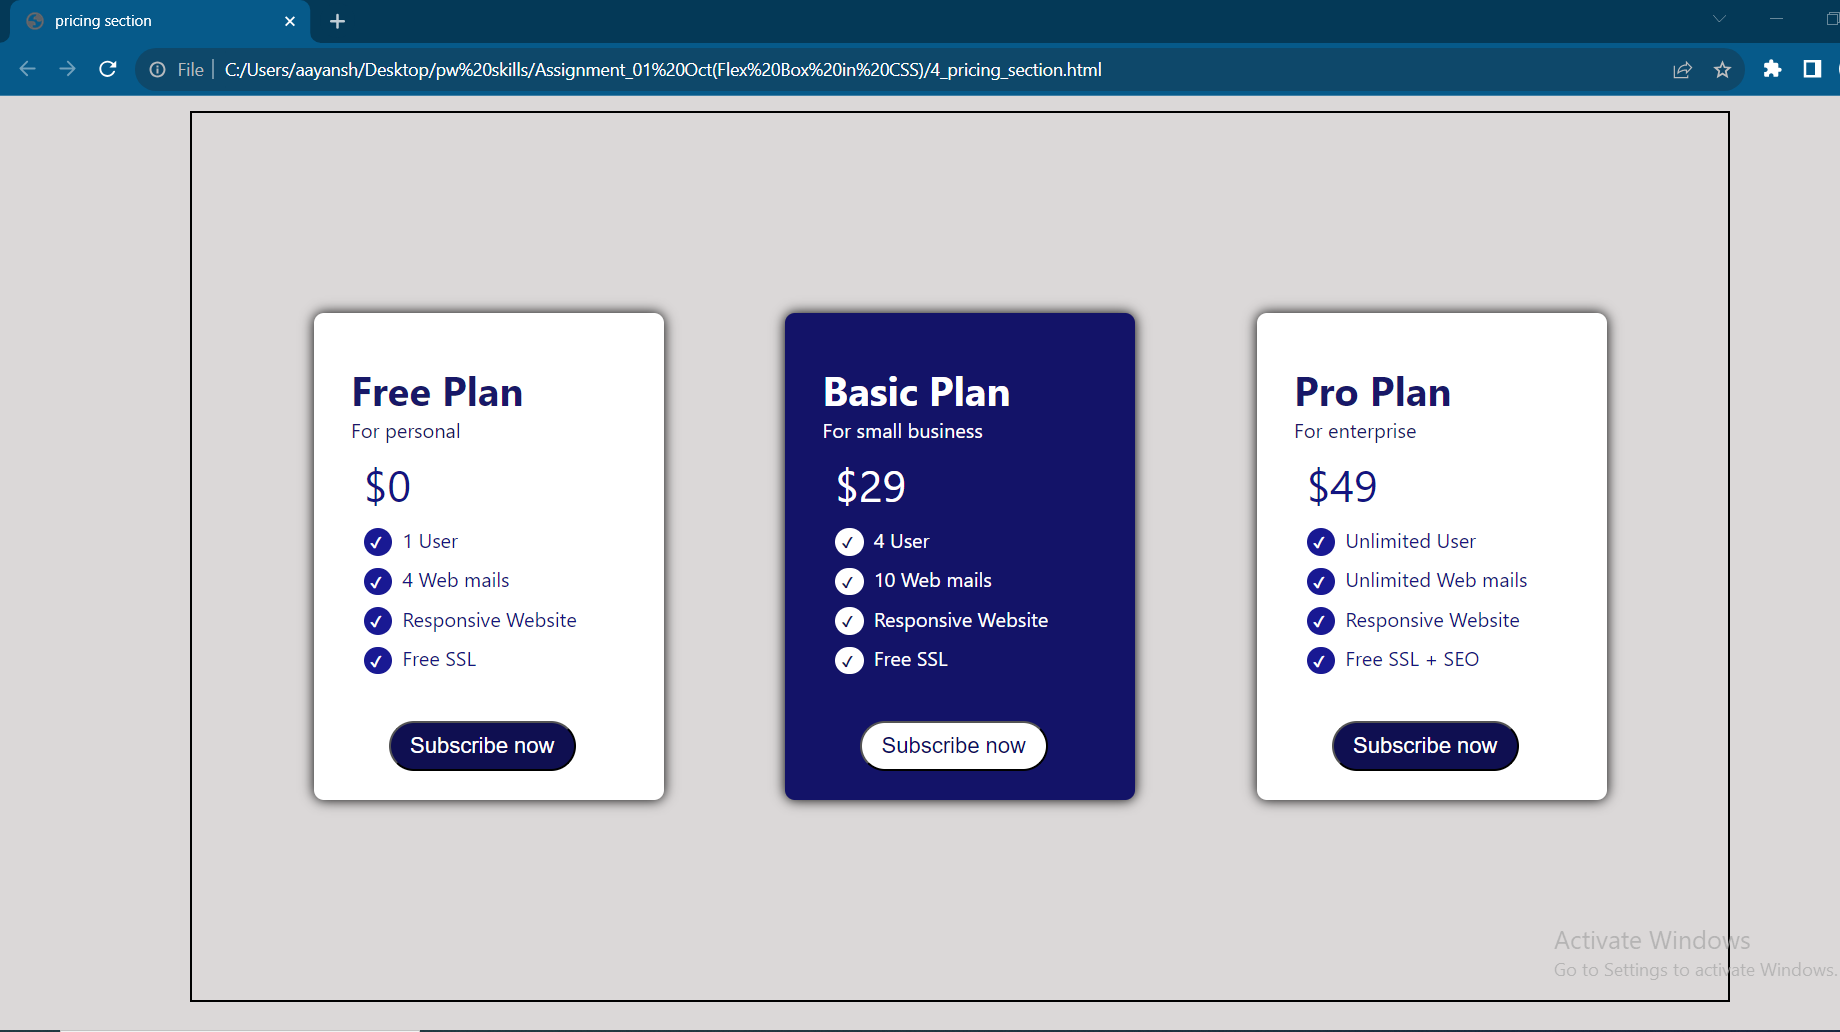 pricing section
File
C:/Users/aayansh/Desktop/pw%20skills/Assignment_01%20Oct(Flex%20Box%20in%20CSS)/4_pricing_section.html
Free Plan
For personal
$0
1 User
4 Web mails
Responsive Website
Free SSL
Subscribe now
Basic Plan
For small business
$29
4 User
10 Web mails
Responsive Website
Free SSL
Subscribe now
Pro Plan
For enterprise
$49
Unlimited User
Unlimited Web mails
Responsive Website
Free SSL + SEO
Subscribe now
Activate Windows
Go to Settings to activate Windows.